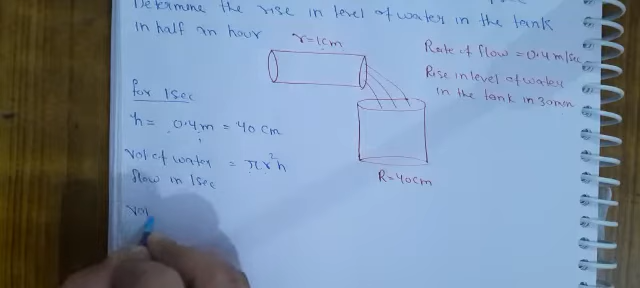 Determine the rise in level of water in the tank
in half an hour
r=1cm
Rate of flow = 0.4m/sec
Rise in level of water
in the tank in 30min
for 1sec
h = 0.4m = 40 cm
Vol of water = πr²h
flow in 1sec
R=40cm
Vol